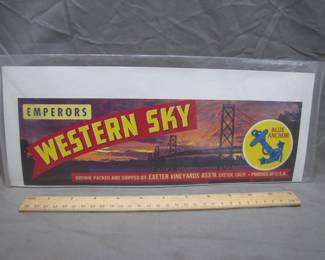 EMPERORS
WESTERN SKY
BLUE
ANCHOR
GROWN, PACKED AND SHIPPED BY EXETER VINEYARDS ASS'N. EXETER, CALIF. • PRODUCE OF U.S.A.